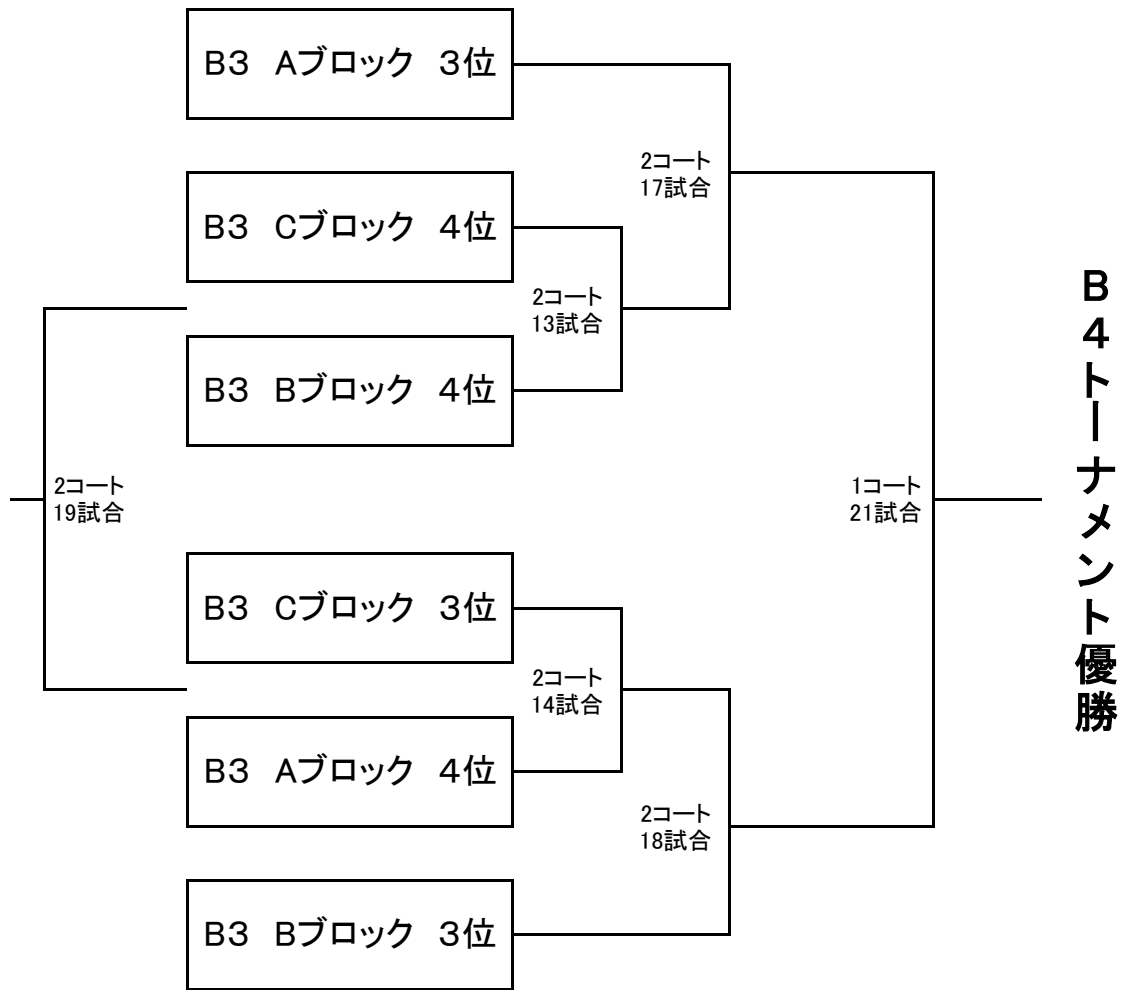 B3　Aブロック　3位
2コート
17試合
B3　Cブロック　4位
2コート
13試合
B3　Bブロック　4位
2コート
19試合
1コート
21試合
B3　Cブロック　3位
2コート
14試合
B3　Aブロック　4位
2コート
18試合
B3　Bブロック　3位
B4トーナメント優勝